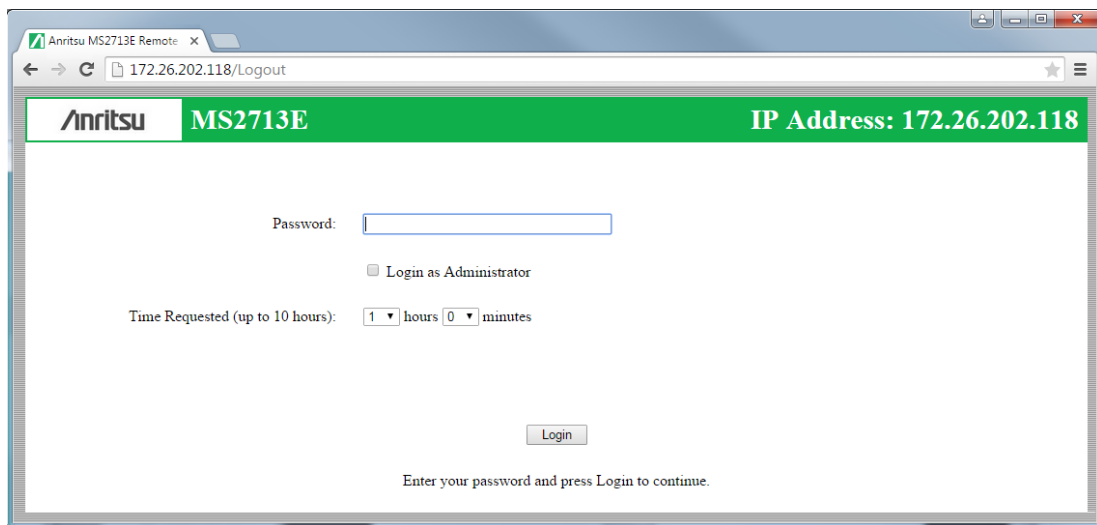 Anritsu MS2713E Remote
172.26.202.118/Logout
Anritsu MS2713E IP Address: 172.26.202.118
Password:
Login as Administrator
Time Requested (up to 10 hours): 1 hours 0 minutes
Login
Enter your password and press Login to continue.